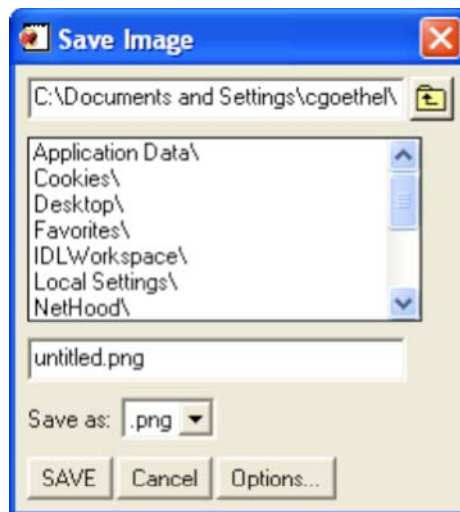 Save Image
C:\Documents and Settings\cgoethel\
Application Data\
Cookies\
Desktop\
Favorites\
IDLWorkspace\
Local Settings\
NetHood\
untitled.png
Save as: .png
SAVE Cancel Options...